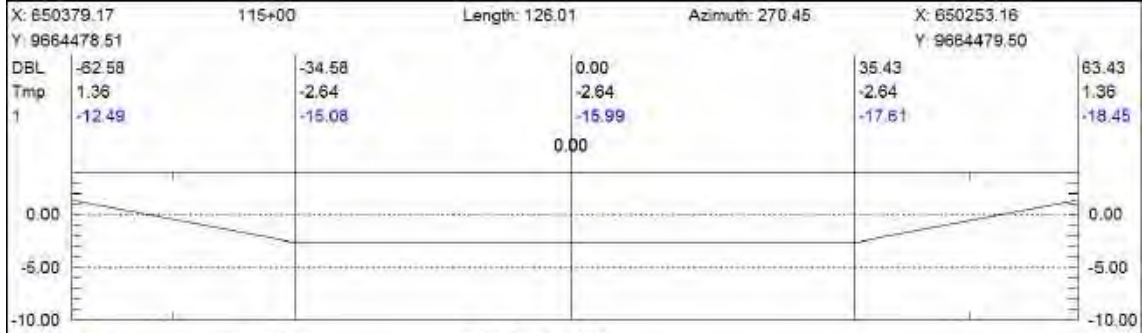 X: 650379.17 115+00 Length: 126.01 Azimuth: 270.45 X: 650253.16
Y: 9664478.51 Y: 9664479.50
DBL -62.58 -34.58 0.00 35.43 63.43
Tmp 1.36 -2.64 -2.64 -2.64 1.36
1 -12.49 -15.08 -15.99 -17.61 -18.45
0.00
0.00 0.00
-5.00 -5.00
-10.00 -10.00